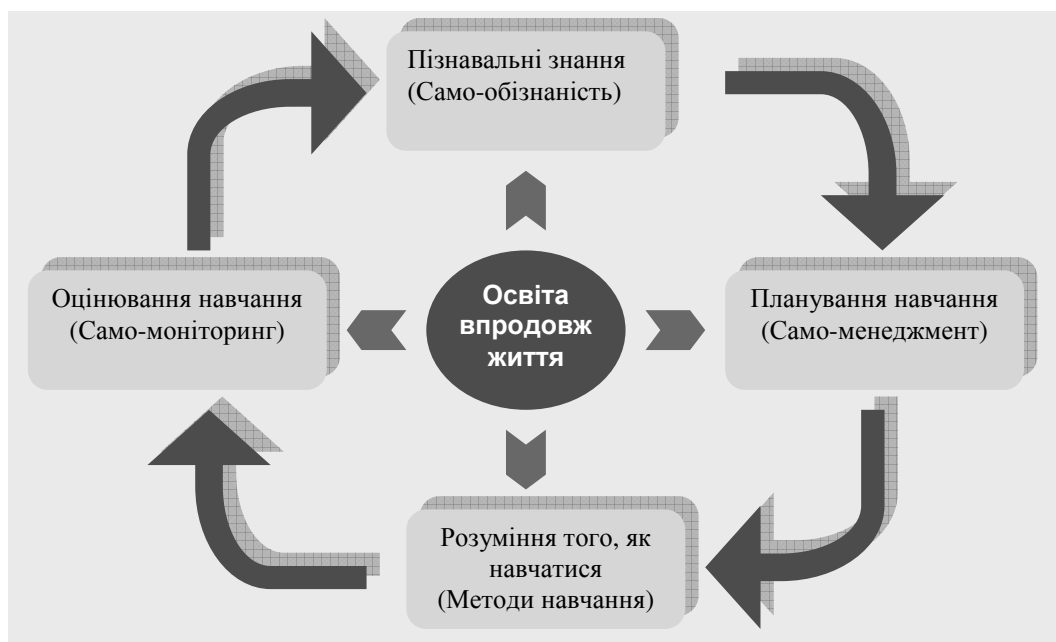 Пізнавальні знання
(Само-обізнаність)
Оцінювання навчання
(Само-моніторинг)
Освіта
впродовж
життя
Планування навчання
(Само-менеджмент)
Розуміння того, як
навчатися
(Методи навчання)